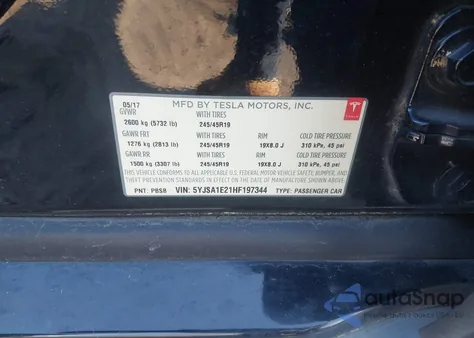 05/17 MFD BY TESLA MOTORS, INC.
GVWR WITH TIRES
2600 kg (5732 lb) 245/45R19
GAWR FRT WITH TIRES RIM COLD TIRE PRESSURE
1276 kg (2813 lb) 245/45R19 19X8.0 J 310 kPa, 45 psi
GAWR RR WITH TIRES RIM COLD TIRE PRESSURE
1500 kg (3307 lb) 245/45R19 19X8.0 J 310 kPa, 45 psi
THIS VEHICLE CONFORMS TO ALL APPLICABLE U.S. FEDERAL MOTOR VEHICLE SAFETY, BUMPER, AND
THEFT PREVENTION STANDARDS IN EFFECT ON THE DATE OF MANUFACTURE SHOWN ABOVE.
PNT: PBSB VIN: 5YJSA1E21HF197344 TYPE: PASSENGER CAR
TESLA
autoSnap